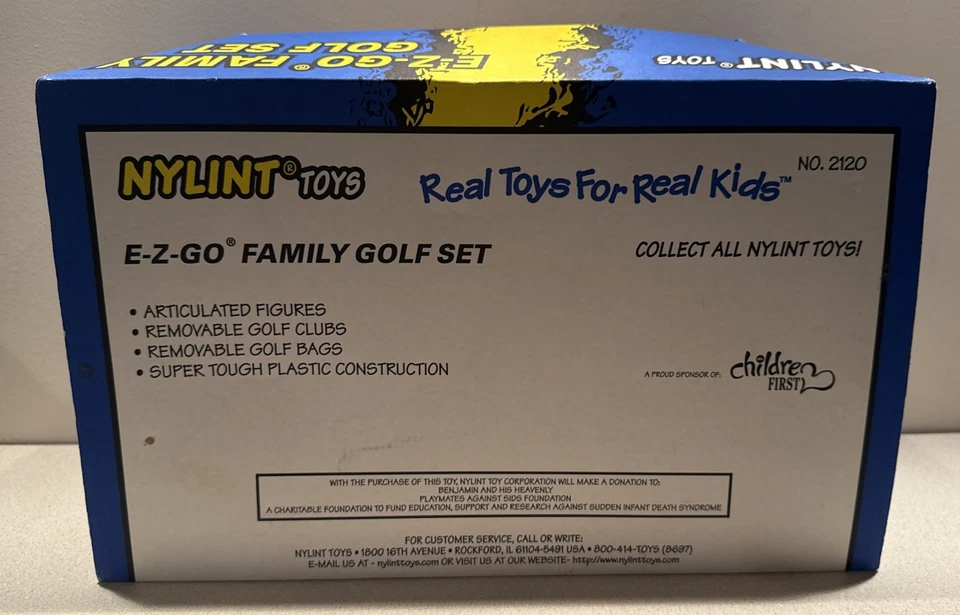 E-Z-GO® FAMILY
GOLF SET
NYLINT® TOYS
NYLINT® TOYS
Real Toys For Real Kids™
NO. 2120
E-Z-GO® FAMILY GOLF SET
COLLECT ALL NYLINT TOYS!
• ARTICULATED FIGURES
• REMOVABLE GOLF CLUBS
• REMOVABLE GOLF BAGS
• SUPER TOUGH PLASTIC CONSTRUCTION
A PROUD SPONSOR OF:
children
FIRST
WITH THE PURCHASE OF THIS TOY, NYLINT TOY CORPORATION WILL MAKE A DONATION TO:
BENJAMIN AND HIS HEAVENLY
PLAYMATES AGAINST SIDS FOUNDATION
A CHARITABLE FOUNDATION TO FUND EDUCATION, SUPPORT AND RESEARCH AGAINST SUDDEN INFANT DEATH SYNDROME
FOR CUSTOMER SERVICE, CALL OR WRITE:
NYLINT TOYS • 1800 16TH AVENUE • ROCKFORD, IL 61104-5491 USA • 800-414-TOYS (8697)
E-MAIL US AT - nylinttoys.com OR VISIT US AT OUR WEBSITE- http://www.nylinttoys.com